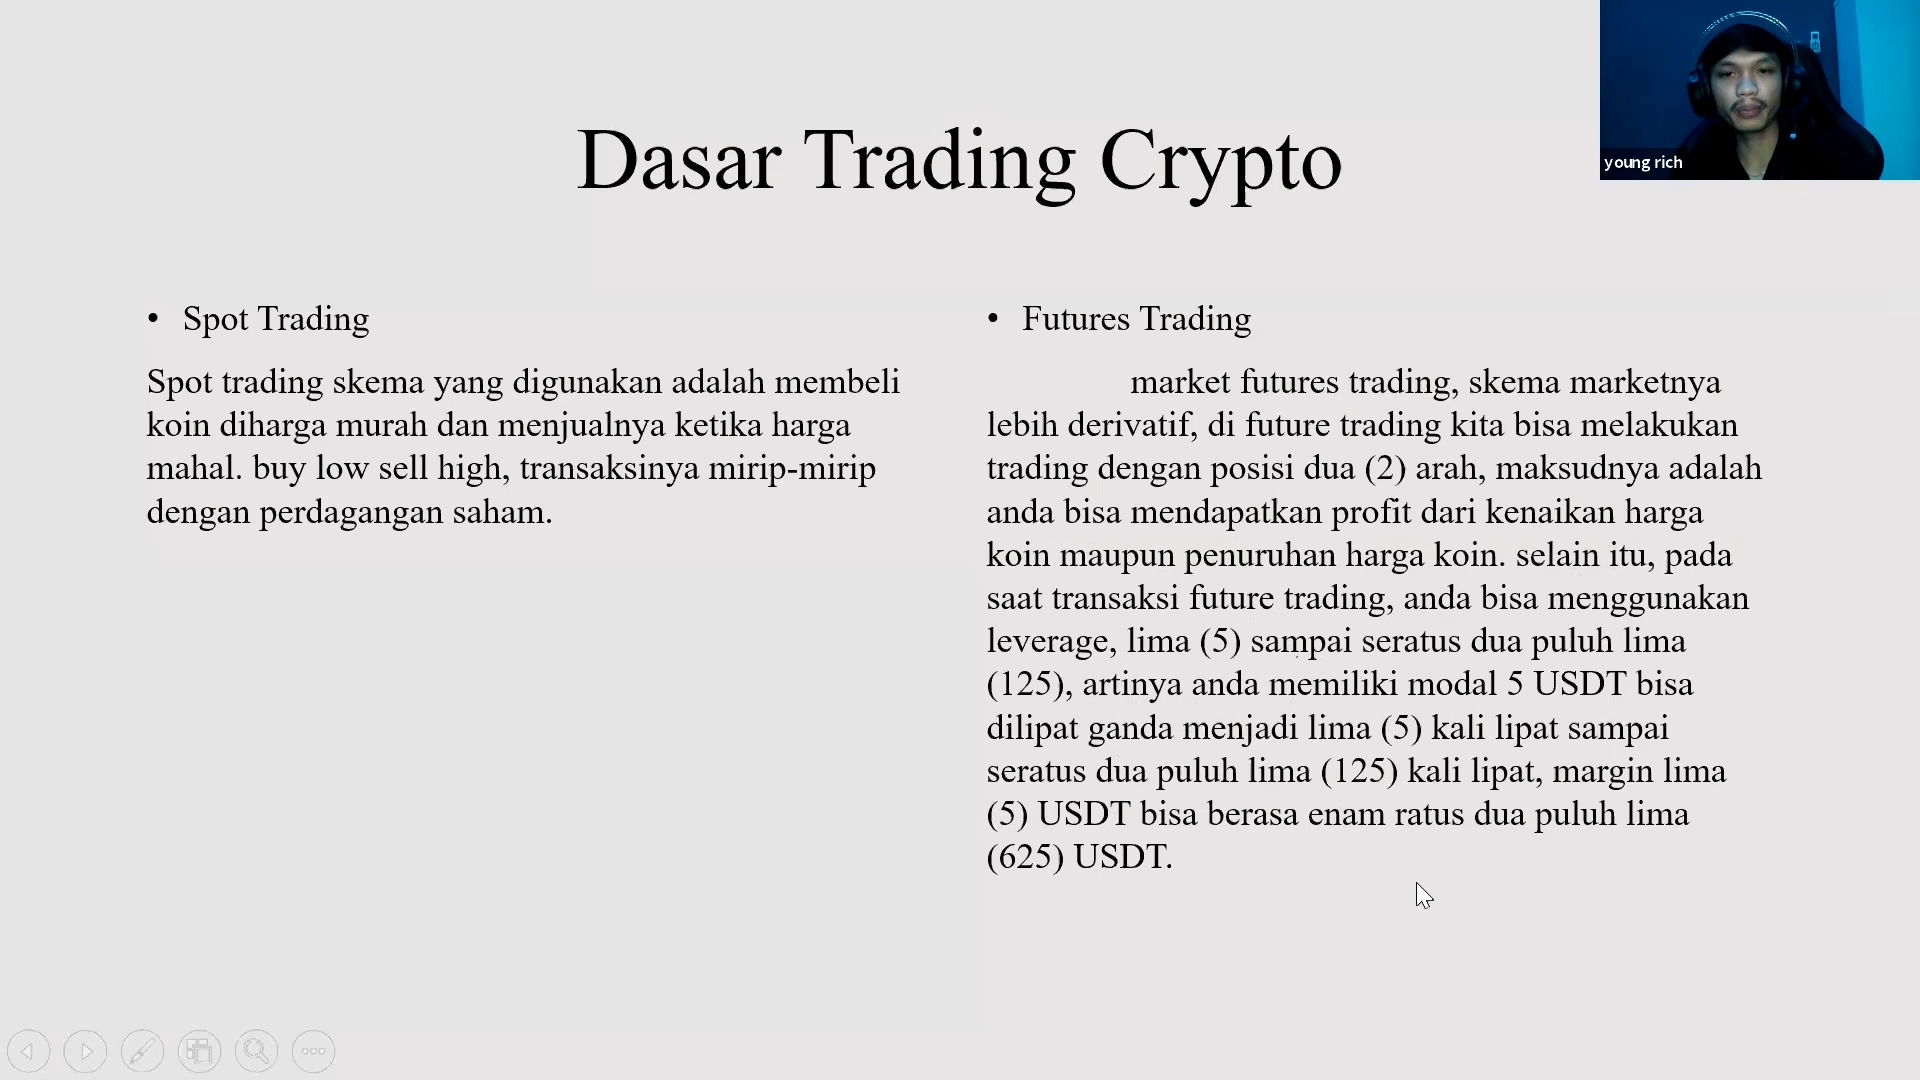 Dasar Trading Crypto
young rich
• Spot Trading
Spot trading skema yang digunakan adalah membeli
koin diharga murah dan menjualnya ketika harga
mahal. buy low sell high, transaksinya mirip-mirip
dengan perdagangan saham.
• Futures Trading
market futures trading, skema marketnya
lebih derivatif, di future trading kita bisa melakukan
trading dengan posisi dua (2) arah, maksudnya adalah
anda bisa mendapatkan profit dari kenaikan harga
koin maupun penuruhan harga koin. selain itu, pada
saat transaksi future trading, anda bisa menggunakan
leverage, lima (5) sampai seratus dua puluh lima
(125), artinya anda memiliki modal 5 USDT bisa
dilipat ganda menjadi lima (5) kali lipat sampai
seratus dua puluh lima (125) kali lipat, margin lima
(5) USDT bisa berasa enam ratus dua puluh lima
(625) USDT.